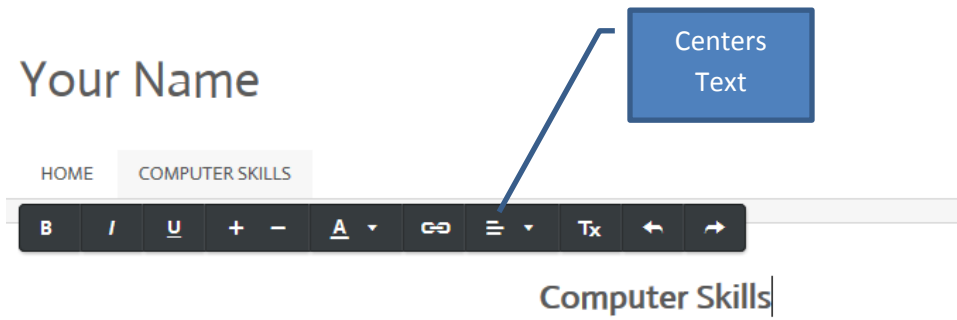 Centers
Text
Your Name
HOME COMPUTER SKILLS
B I U + − A Tx
Computer Skills